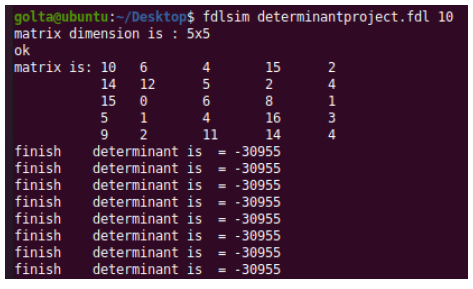 golta@ubuntu:~/Desktop$ fdlsim determinantproject.fdl 10
matrix dimension is : 5x5
ok
matrix is: 10 6 4 15 2
14 12 5 2 4
15 0 6 8 1
5 1 4 16 3
9 2 11 14 4
finish determinant is = -30955
finish determinant is = -30955
finish determinant is = -30955
finish determinant is = -30955
finish determinant is = -30955
finish determinant is = -30955
finish determinant is = -30955
finish determinant is = -30955